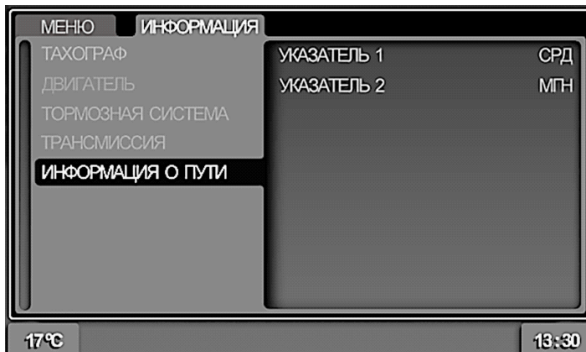 МЕНЮ ИНФОРМАЦИЯ
ТАХОГРАФ
ДВИГАТЕЛЬ
ТОРМОЗНАЯ СИСТЕМА
ТРАНСМИССИЯ
ИНФОРМАЦИЯ О ПУТИ
УКАЗАТЕЛЬ 1 СРД
УКАЗАТЕЛЬ 2 МГН
17°C 13:30